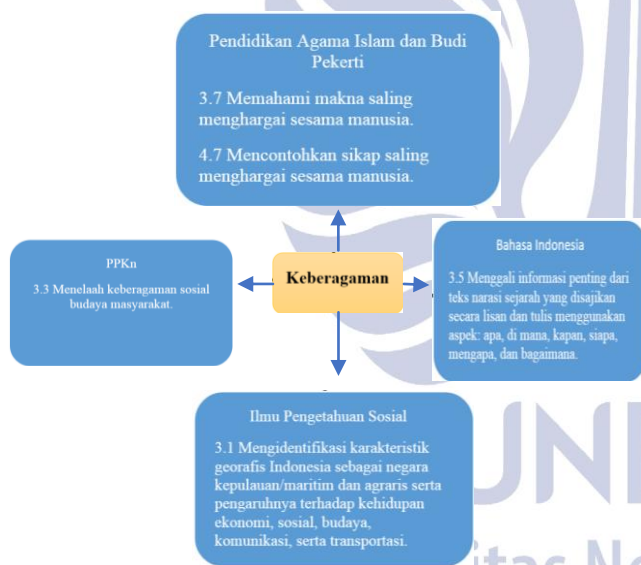 Pendidikan Agama Islam dan Budi
Pekerti
3.7 Memahami makna saling
menghargai sesama manusia.
4.7 Mencontohkan sikap saling
menghargai sesama manusia.
PPKn
3.3 Menelaah keberagaman sosial
budaya masyarakat.
Keberagaman
Bahasa Indonesia
3.5 Menggali informasi penting dari
teks narasi sejarah yang disajikan
secara lisan dan tulis menggunakan
aspek: apa, di mana, kapan, siapa,
mengapa, dan bagaimana.
Ilmu Pengetahuan Sosial
3.1 Mengidentifikasi karakteristik
georafis Indonesia sebagai negara
kepulauan/maritim dan agraris serta
pengaruhnya terhadap kehidupan
ekonomi, sosial, budaya,
komunikasi, serta transportasi.
UNI
itas Ne